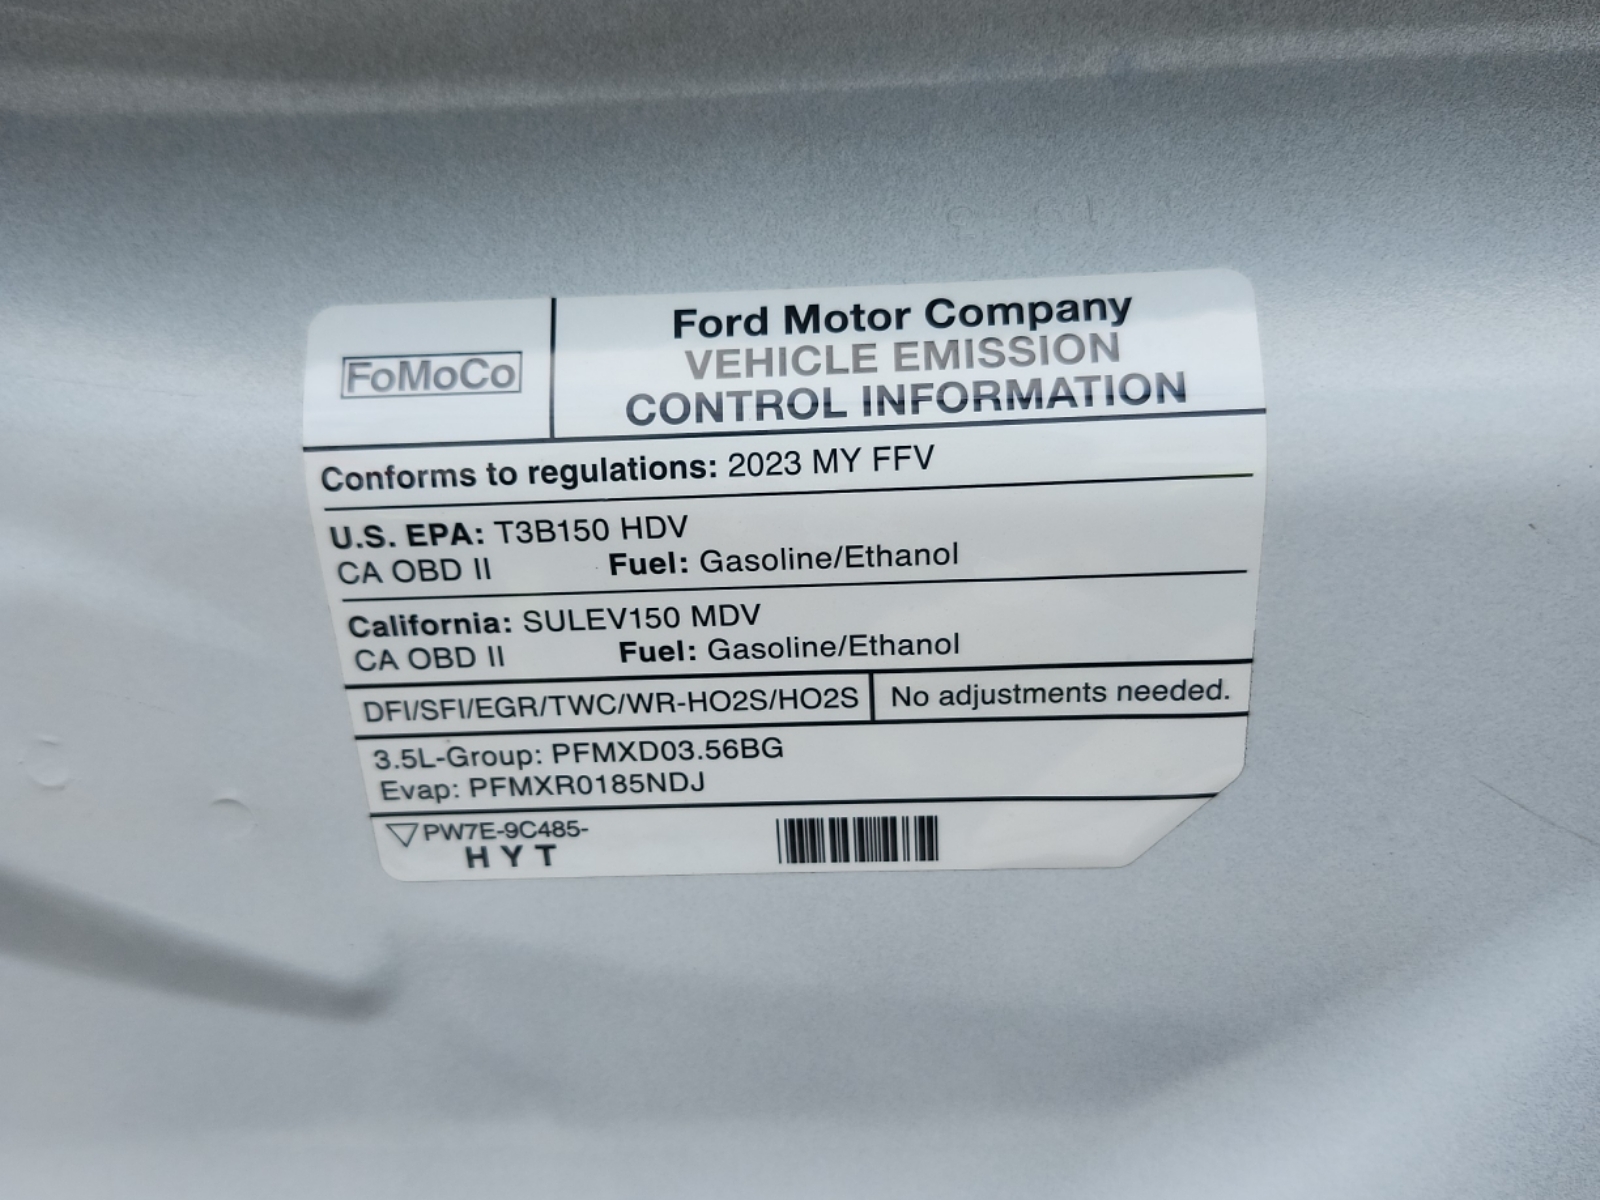 FoMoCo
Ford Motor Company
VEHICLE EMISSION
CONTROL INFORMATION
Conforms to regulations: 2023 MY FFV
U.S. EPA: T3B150 HDV
CA OBD II Fuel: Gasoline/Ethanol
California: SULEV150 MDV
CA OBD II Fuel: Gasoline/Ethanol
DFI/SFI/EGR/TWC/WR-HO2S/HO2S No adjustments needed.
3.5L-Group: PFMXD03.56BG
Evap: PFMXR0185NDJ
PW7E-9C485-
HYT